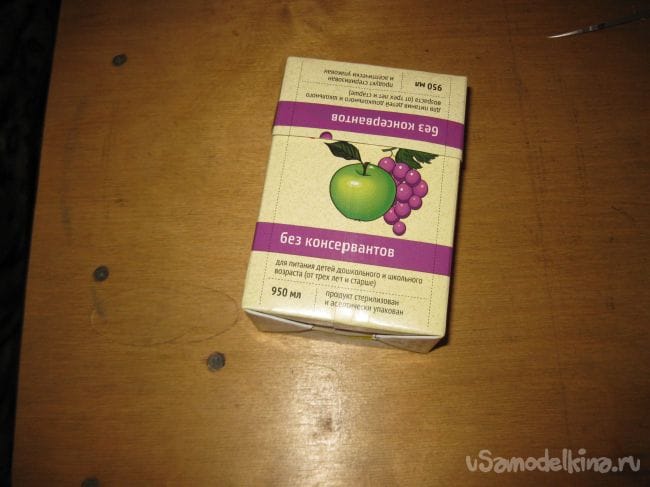 950 мл
продукт стерилизован
и асептически упакован
для питания детей дошкольного и школьного
возраста (от трех лет и старше)
без консервантов
без консервантов
для питания детей дошкольного и школьного
возраста (от трех лет и старше)
950 мл
продукт стерилизован
и асептически упакован
vSamodelkina.ru